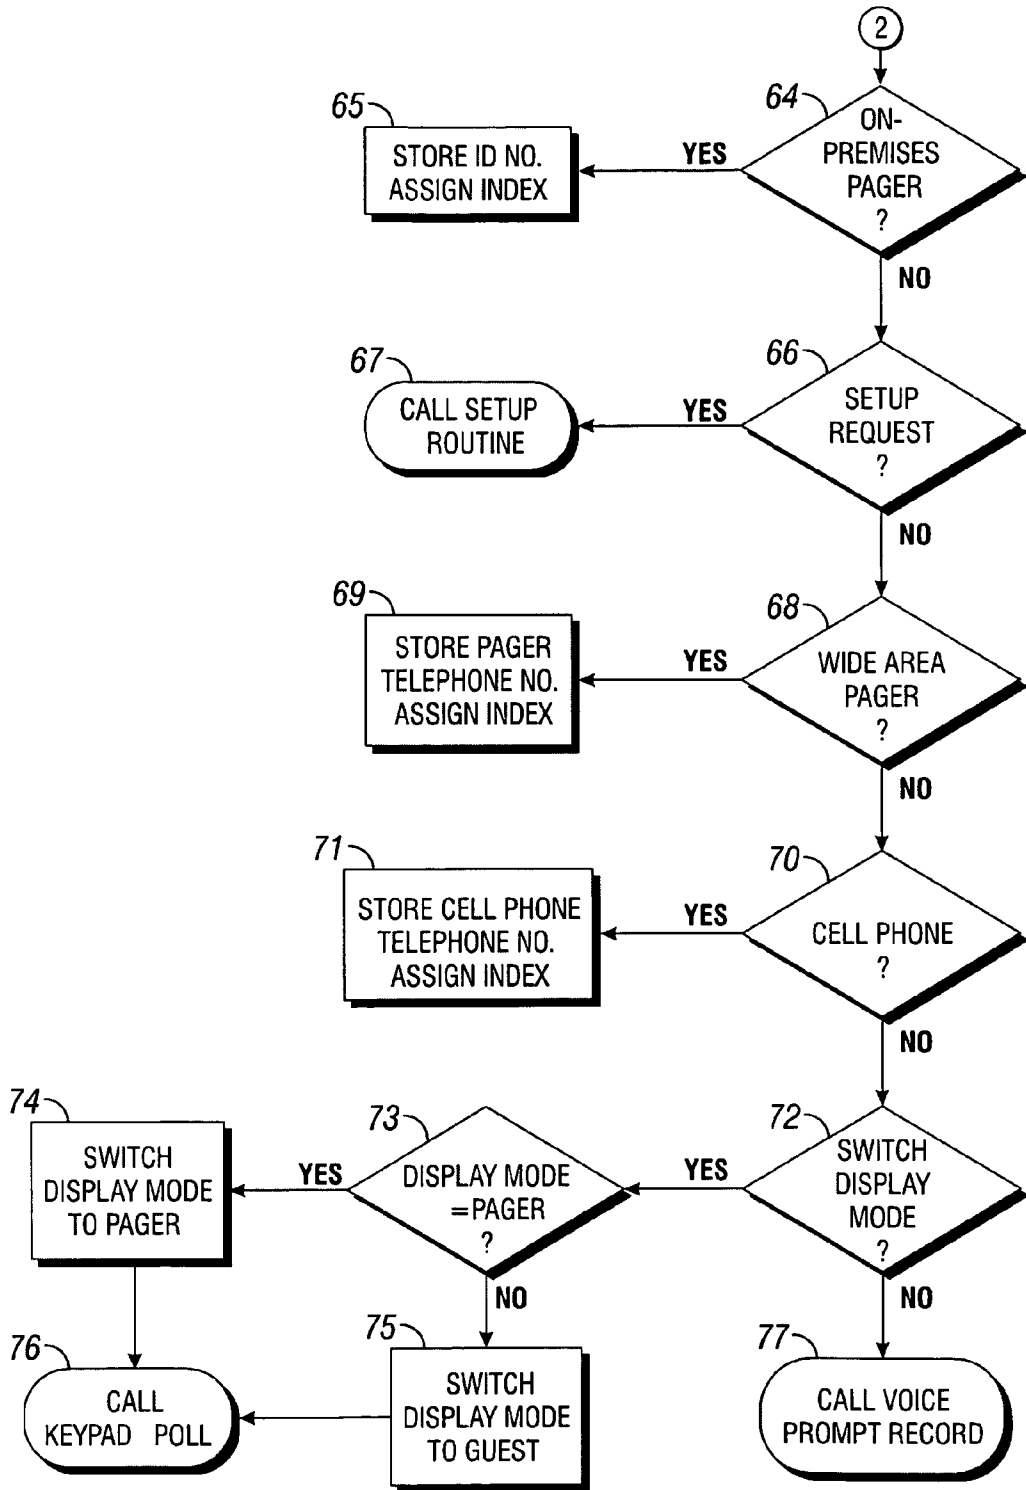 2
64
ON-
PREMISES
PAGER
?
YES
NO
65
STORE ID NO.
ASSIGN INDEX
66
SETUP
REQUEST
?
YES
NO
67
CALL SETUP
ROUTINE
68
WIDE AREA
PAGER
?
YES
NO
69
STORE PAGER
TELEPHONE NO.
ASSIGN INDEX
70
CELL PHONE
?
YES
NO
71
STORE CELL PHONE
TELEPHONE NO.
ASSIGN INDEX
72
SWITCH
DISPLAY
MODE
?
YES
NO
73
DISPLAY MODE
=PAGER
?
YES
NO
74
SWITCH
DISPLAY MODE
TO PAGER
75
SWITCH
DISPLAY MODE
TO GUEST
76
CALL
KEYPAD POLL
77
CALL VOICE
PROMPT RECORD